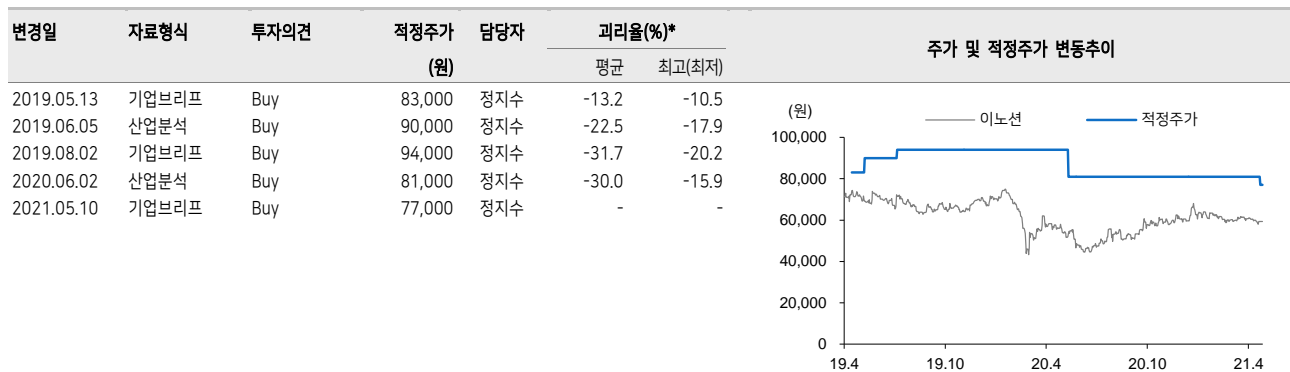 변경일 자료형식 투자의견 적정주가 담당자 괴리율(%)* 주가 및 적정주가 변동추이
(원) 평균 최고(최저)
2019.05.13 기업브리프 Buy 83,000 정지수 -13.2 -10.5
2019.06.05 산업분석 Buy 90,000 정지수 -22.5 -17.9
2019.08.02 기업브리프 Buy 94,000 정지수 -31.7 -20.2
2020.06.02 산업분석 Buy 81,000 정지수 -30.0 -15.9
2021.05.10 기업브리프 Buy 77,000 정지수 - -
(원) 이노션 적정주가
100,000
80,000
60,000
40,000
20,000
0
19.4 19.10 20.4 20.10 21.4